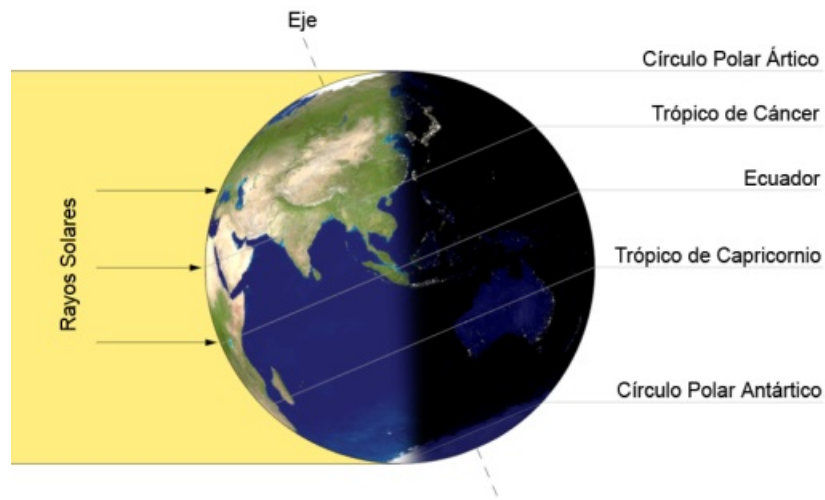 Eje
Círculo Polar Ártico
Trópico de Cáncer
Ecuador
Rayos Solares
Trópico de Capricornio
Círculo Polar Antártico